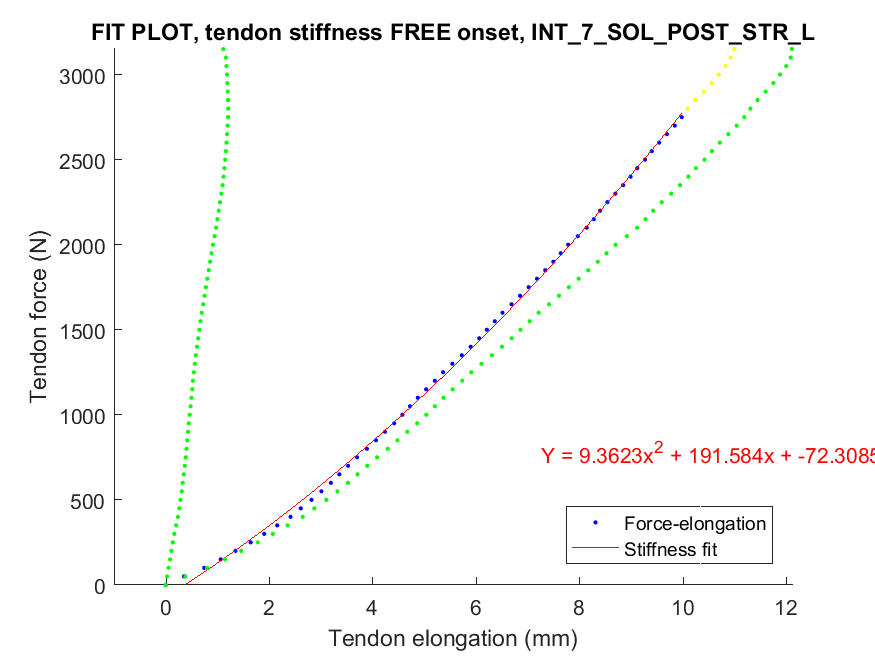 FIT PLOT, tendon stiffness FREE onset, INT_7_SOL_POST_STR_L
3000
2500
2000
1500
1000
500
0
Tendon force (N)
Y = 9.3623x² + 191.584x + -72.3085
Force-elongation
Stiffness fit
0 2 4 6 8 10 12
Tendon elongation (mm)